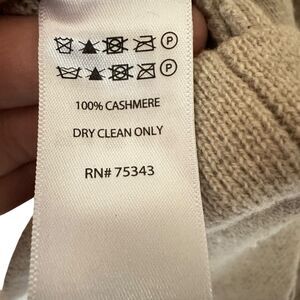 P
P
100% CASHMERE
DRY CLEAN ONLY
RN# 75343